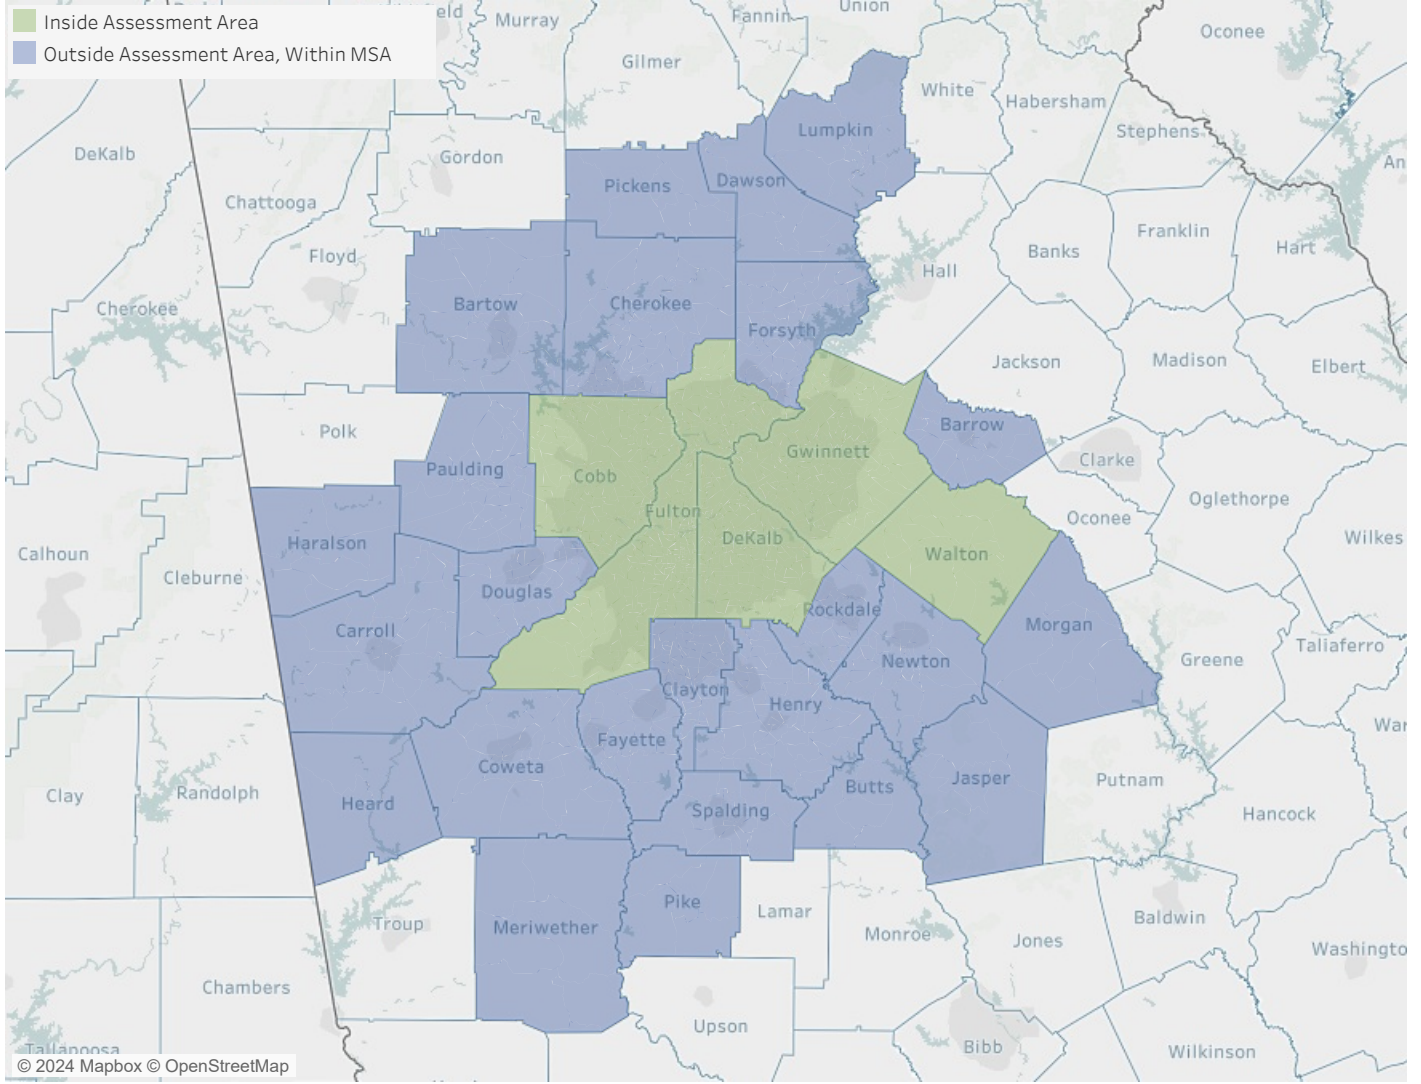 Inside Assessment Area
Outside Assessment Area, Within MSA
Murray
Fannin
Union
Oconee
Gilmer
White
Habersham
Stephens
Lumpkin
DeKalb
Gordon
Pickens
Dawson
Chattooga
Franklin
Hart
Banks
Floyd
Hall
Cherokee
Bartow
Cherokee
Forsyth
Jackson
Madison
Elbert
Polk
Barrow
Paulding
Cobb
Gwinnett
Clarke
Oglethorpe
Fulton
DeKalb
Oconee
Wilkes
Haralson
Calhoun
Walton
Cleburne
Douglas
Rockdale
Carroll
Morgan
Taliaferro
Newton
Greene
Clayton
Henry
Fayette
Coweta
Jasper
Putnam
Butts
Clay
Randolph
Heard
Spalding
Hancock
Pike
Lamar
Troup
Meriwether
Monroe
Jones
Baldwin
Washingto
Chambers
Upson
Bibb
Wilkinson
Tallapoosa
© 2024 Mapbox © OpenStreetMap